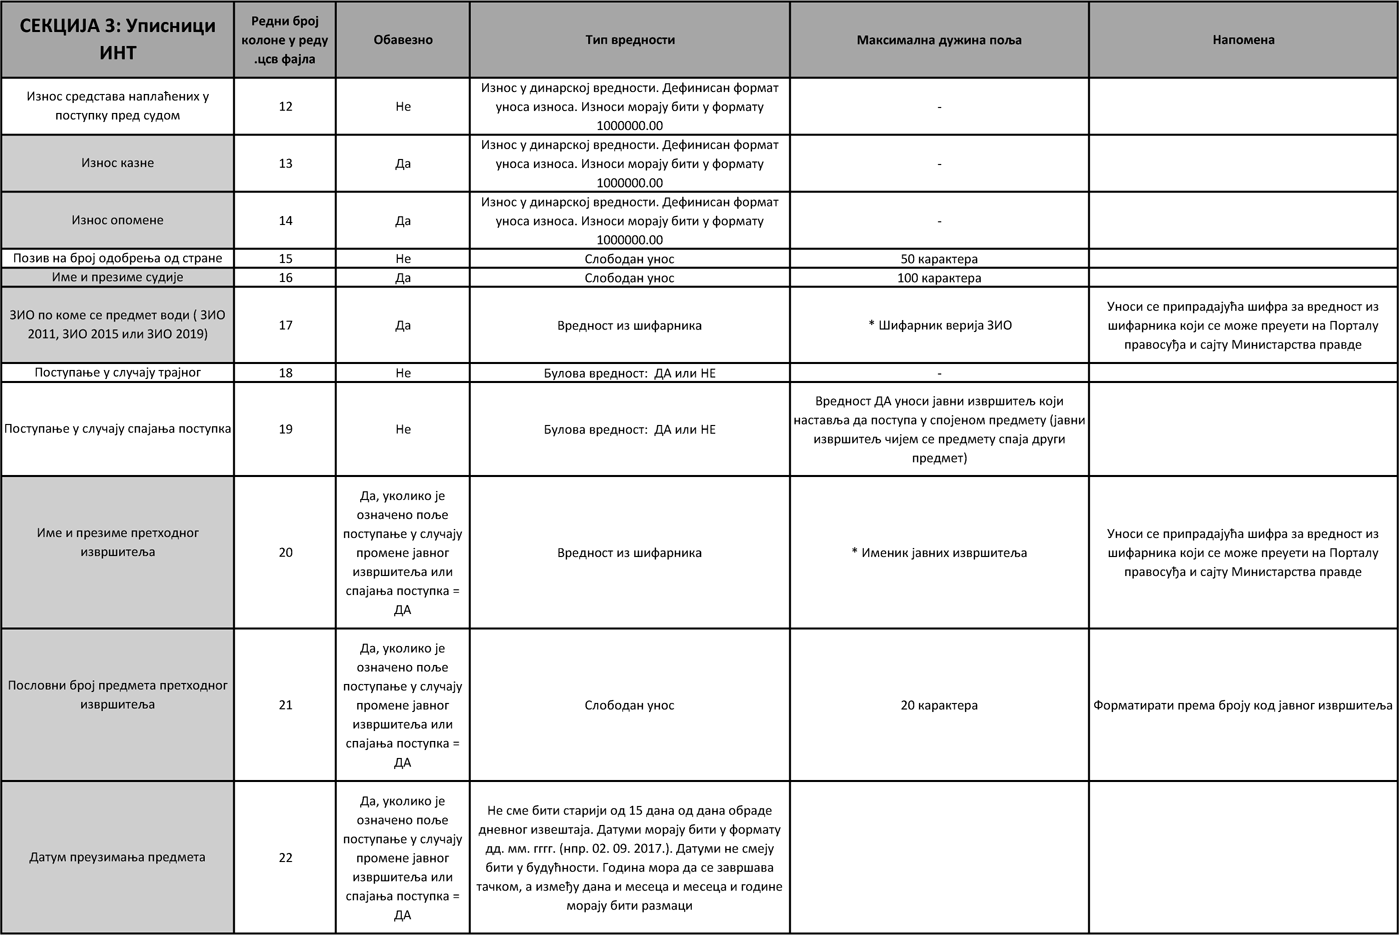 СЕКЦИЈА 3: Уписници
ИНТ
Редни број
колоне у реду
.цсв фајла
Обавезно
Тип вредности
Максимална дужина поља
Напомена
Износ средстава наплаћених у
поступку пред судом
12
Не
Износ у динарској вредности. Дефинисан формат
уноса износа. Износи морају бити у формату
1000000.00
-
Износ казне
13
Да
Износ у динарској вредности. Дефинисан формат
уноса износа. Износи морају бити у формату
1000000.00
-
Износ опомене
14
Да
Износ у динарској вредности. Дефинисан формат
уноса износа. Износи морају бити у формату
1000000.00
-
Позив на број одобрења од стране
15
Не
Слободан унос
50 карактера
Име и презиме судије
16
Да
Слободан унос
100 карактера
ЗИО по коме се предмет води ( ЗИО
2011, ЗИО 2015 или ЗИО 2019)
17
Да
Вредност из шифарника
* Шифарник верија ЗИО
Уноси се припрадајућа шифра за вредност из
шифарника који се може преуети на Порталу
правосуђа и сајту Министарства правде
Поступање у случају трајног
18
Не
Булова вредност:  ДА или НЕ
-
Поступање у случају спајања поступка
19
Не
Булова вредност:  ДА или НЕ
Вредност ДА уноси јавни извршитељ који
наставља да поступа у спојеном предмету (јавни
извршитељ чијем се предмету спаја други
предмет)
Име и презиме претходног
извршитеља
20
Да, уколико је
означено поље
поступање у случају
промене јавног
извршитеља или
спајања поступка =
ДА
Вредност из шифарника
* Именик јавних извршитеља
Уноси се припрадајућа шифра за вредност из
шифарника који се може преуети на Порталу
правосуђа и сајту Министарства правде
Пословни број предмета претходног
извршитеља
21
Да, уколико је
означено поље
поступање у случају
промене јавног
извршитеља или
спајања поступка =
ДА
Слободан унос
20 карактера
Форматирати према броју код јавног извршитеља
Датум преузимања предмета
22
Да, уколико је
означено поље
поступање у случају
промене јавног
извршитеља или
спајања поступка =
ДА
Не сме бити старији од 15 дана од дана обраде
дневног извештаја. Датуми морају бити у формату
дд. мм. гггг. (нпр. 02. 09. 2017.). Датуми не смеју
бити у будућности. Година мора да се завршава
тачком, а између дана и месеца и месеца и године
морају бити размаци